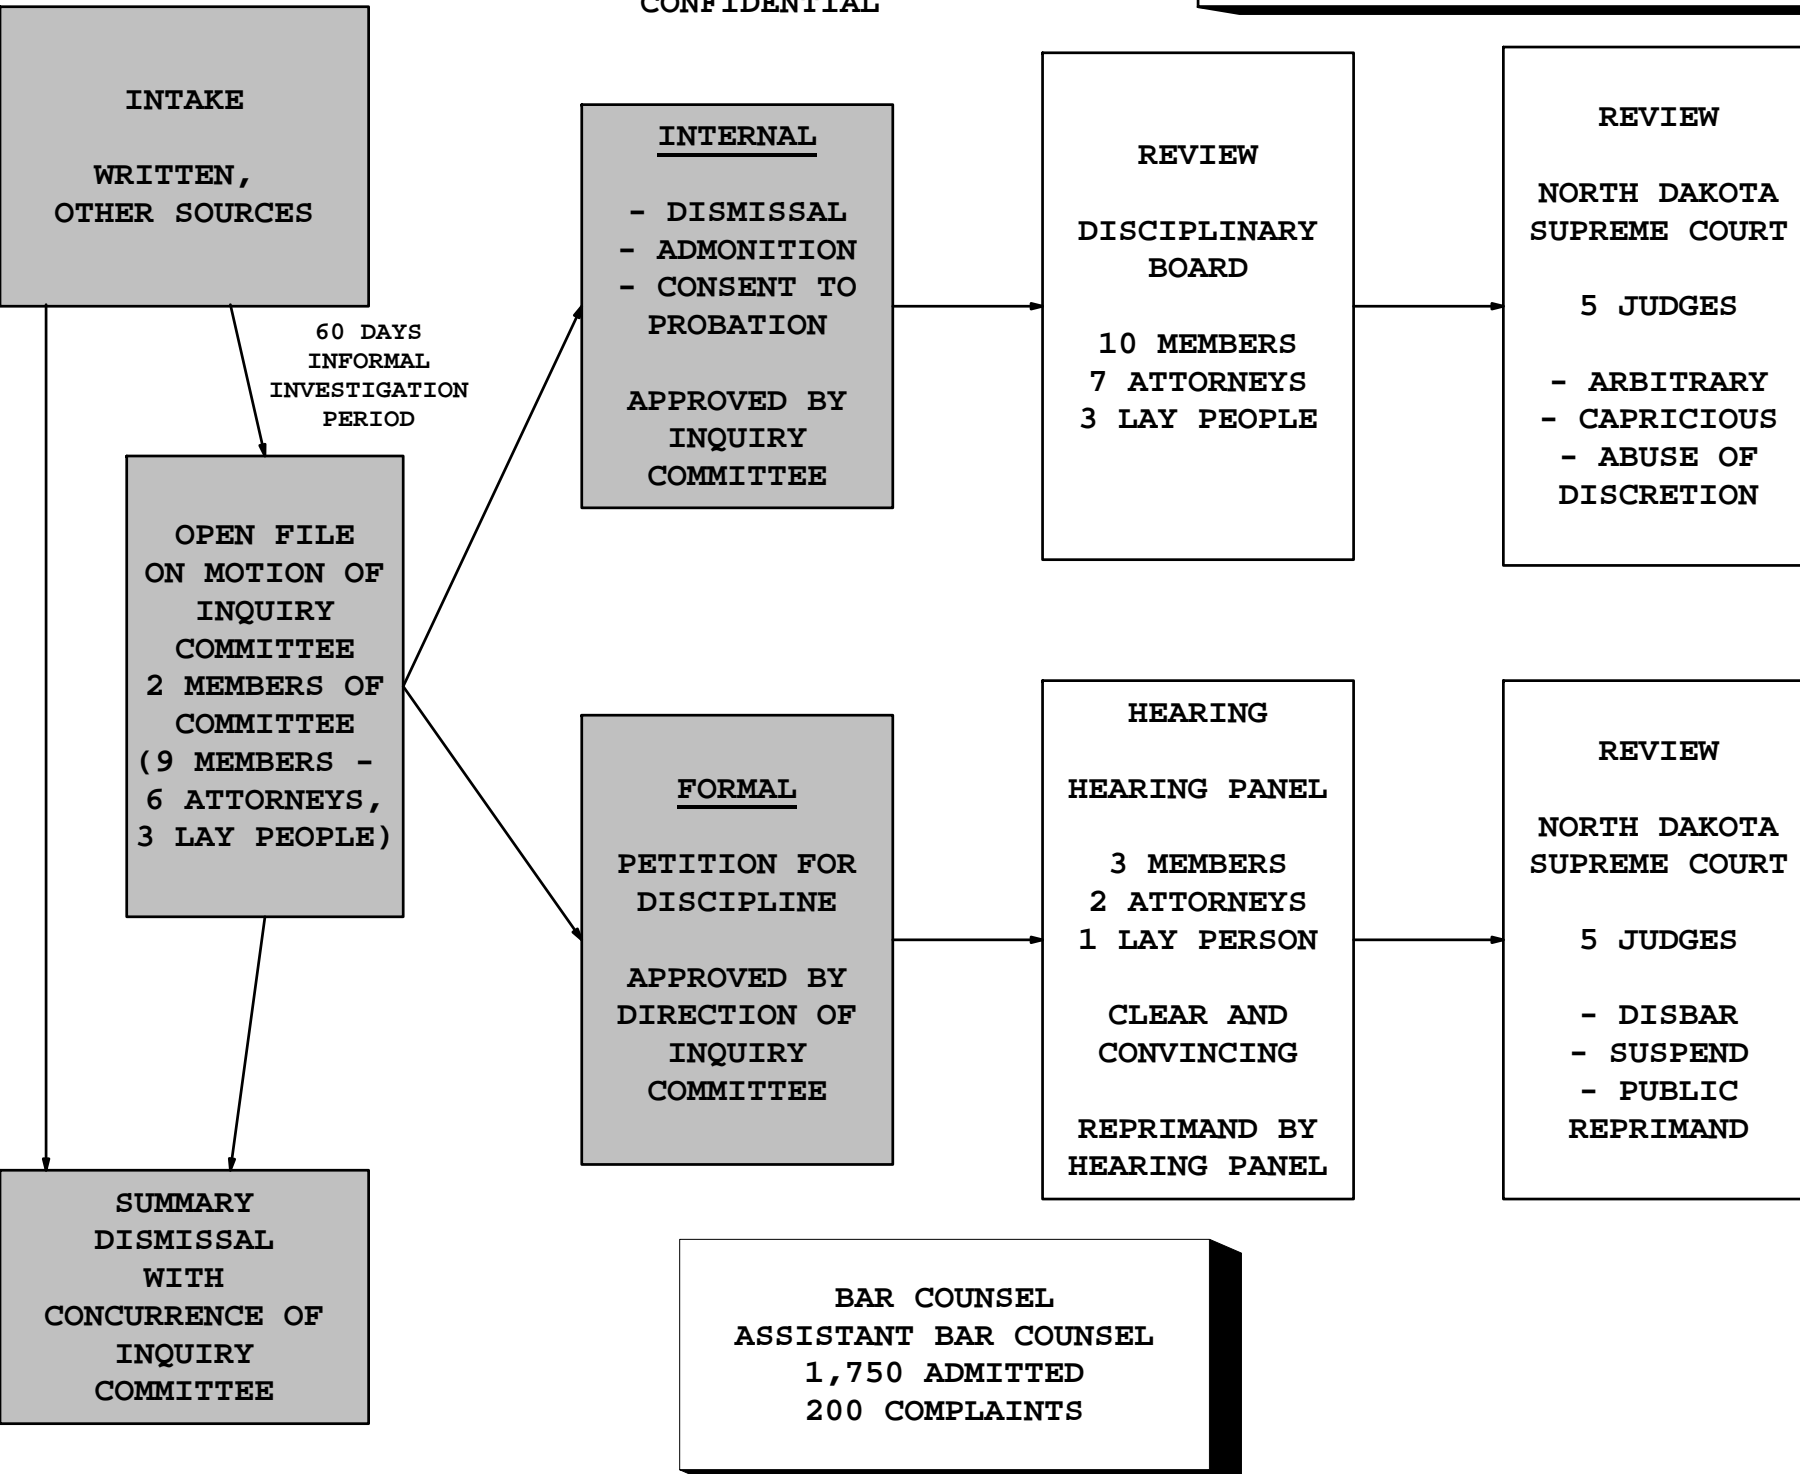 CONFIDENTIAL
INTAKE
WRITTEN,
OTHER SOURCES
60 DAYS
INFORMAL
INVESTIGATION
PERIOD
OPEN FILE
ON MOTION OF
INQUIRY
COMMITTEE
2 MEMBERS OF
COMMITTEE
(9 MEMBERS –
6 ATTORNEYS,
3 LAY PEOPLE)
SUMMARY
DISMISSAL
WITH
CONCURRENCE OF
INQUIRY
COMMITTEE
INTERNAL
– DISMISSAL
– ADMONITION
– CONSENT TO
PROBATION
APPROVED BY
INQUIRY
COMMITTEE
REVIEW
DISCIPLINARY
BOARD
10 MEMBERS
7 ATTORNEYS
3 LAY PEOPLE
REVIEW
NORTH DAKOTA
SUPREME COURT
5 JUDGES
– ARBITRARY
– CAPRICIOUS
– ABUSE OF
DISCRETION
FORMAL
PETITION FOR
DISCIPLINE
APPROVED BY
DIRECTION OF
INQUIRY
COMMITTEE
HEARING
HEARING PANEL
3 MEMBERS
2 ATTORNEYS
1 LAY PERSON
CLEAR AND
CONVINCING
REPRIMAND BY
HEARING PANEL
REVIEW
NORTH DAKOTA
SUPREME COURT
5 JUDGES
– DISBAR
– SUSPEND
– PUBLIC
REPRIMAND
BAR COUNSEL
ASSISTANT BAR COUNSEL
1,750 ADMITTED
200 COMPLAINTS